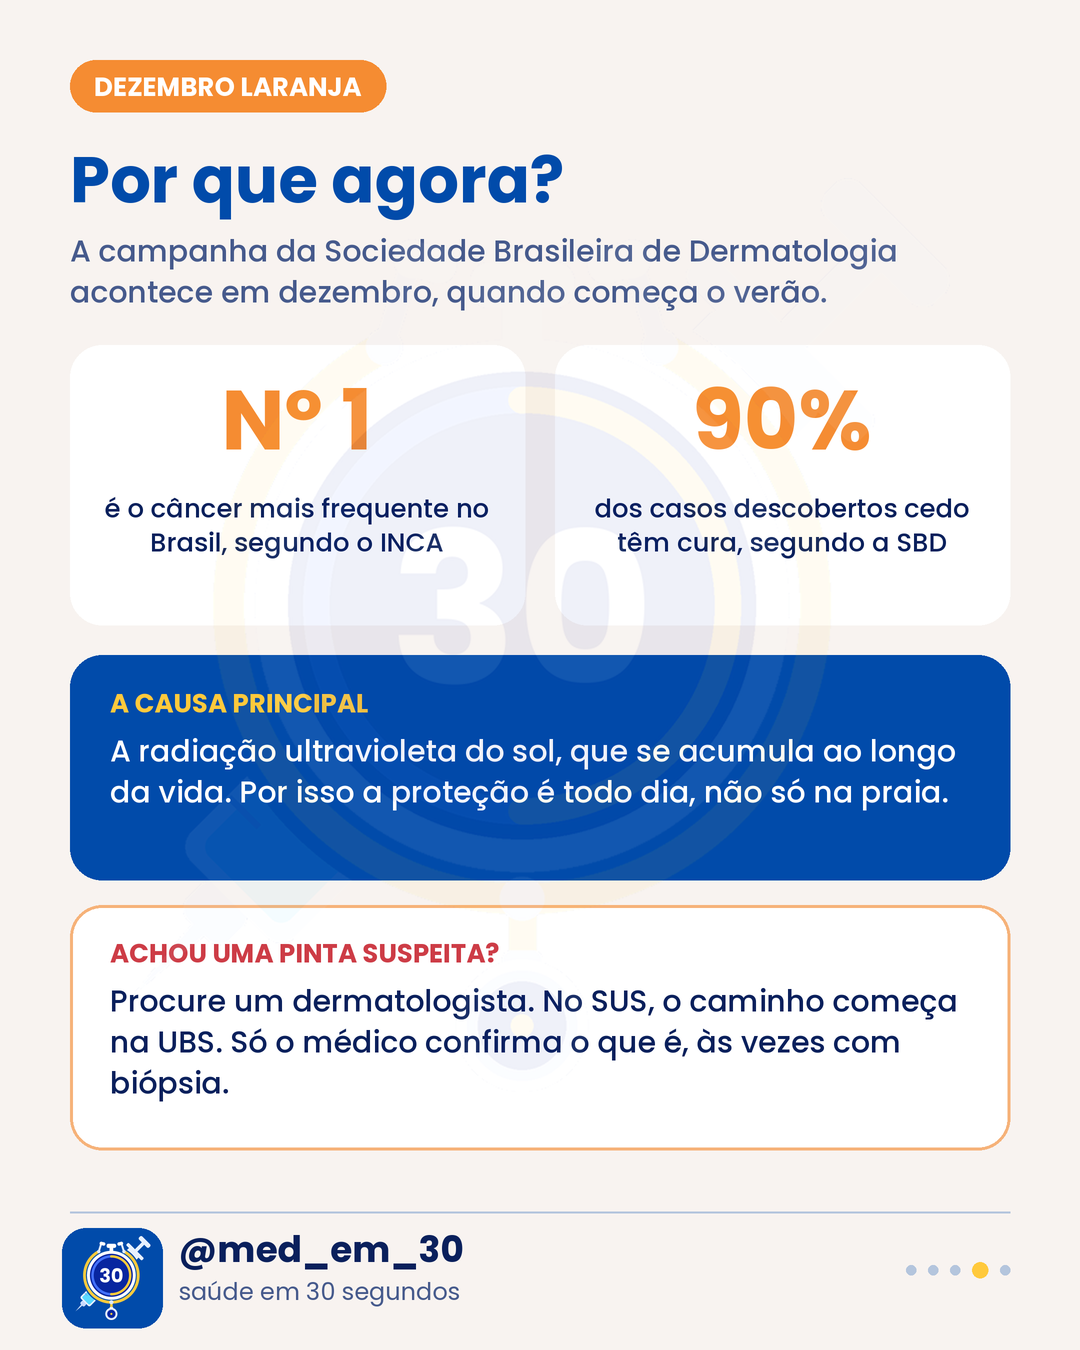 DEZEMBRO LARANJA
Por que agora?
A campanha da Sociedade Brasileira de Dermatologia
acontece em dezembro, quando começa o verão.
Nº 1
é o câncer mais frequente no
Brasil, segundo o INCA
90%
dos casos descobertos cedo
têm cura, segundo a SBD
30
A CAUSA PRINCIPAL
A radiação ultravioleta do sol, que se acumula ao longo
da vida. Por isso a proteção é todo dia, não só na praia.
ACHOU UMA PINTA SUSPEITA?
Procure um dermatologista. No SUS, o caminho começa
na UBS. Só o médico confirma o que é, às vezes com
biópsia.
30
@med_em_30
saúde em 30 segundos